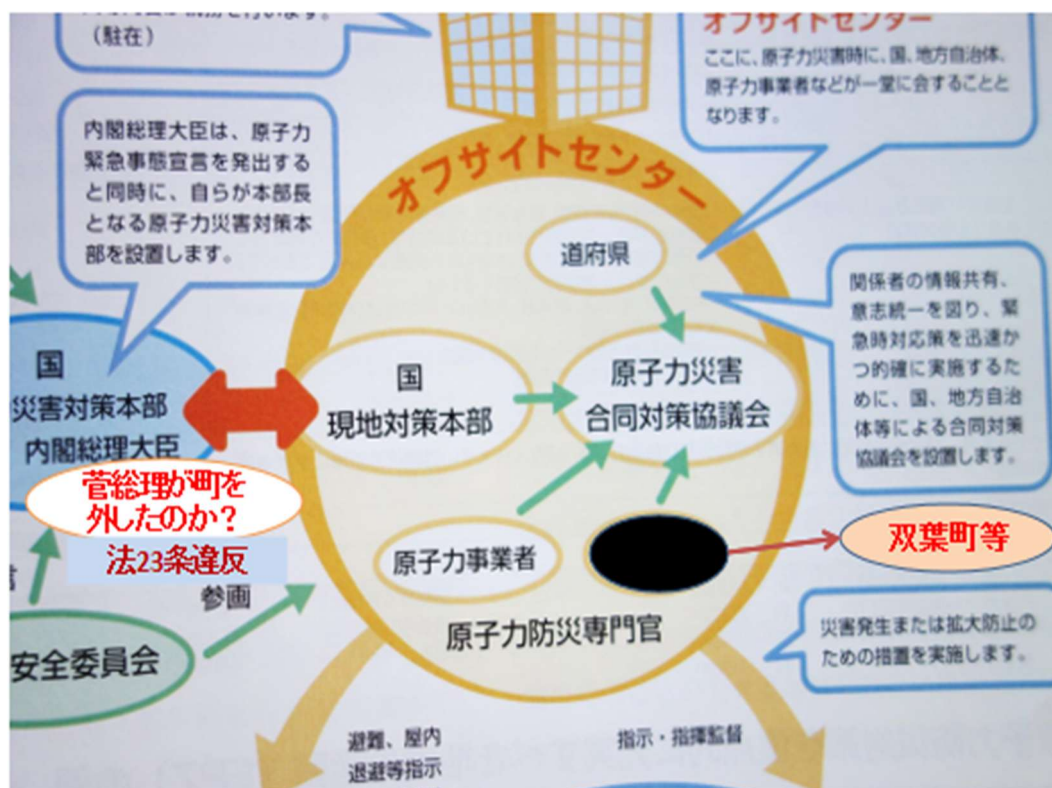 （駐在）
オフサイトセンター
ここに、原子力災害時に、国、地方自治体、
原子力事業者などが一堂に会することと
なります。
内閣総理大臣は、原子力
緊急事態宣言を発出する
と同時に、自らが本部長
となる原子力災害対策本
部を設置します。
オフサイトセンター
道府県
関係者の情報共有、
意志統一を図り、緊
急時対応策を迅速か
つ的確に実施するた
めに、国、地方自治
体等による合同対策
協議会を設置します。
国
災害対策本部
内閣総理大臣
国
現地対策本部
原子力災害
合同対策協議会
菅総理が町を
外したのか？
法23条違反
原子力事業者
双葉町等
参画
原子力防災専門官
安全委員会
災害発生または拡大防止の
ための措置を実施します。
避難、屋内
退避等指示
指示・指揮監督